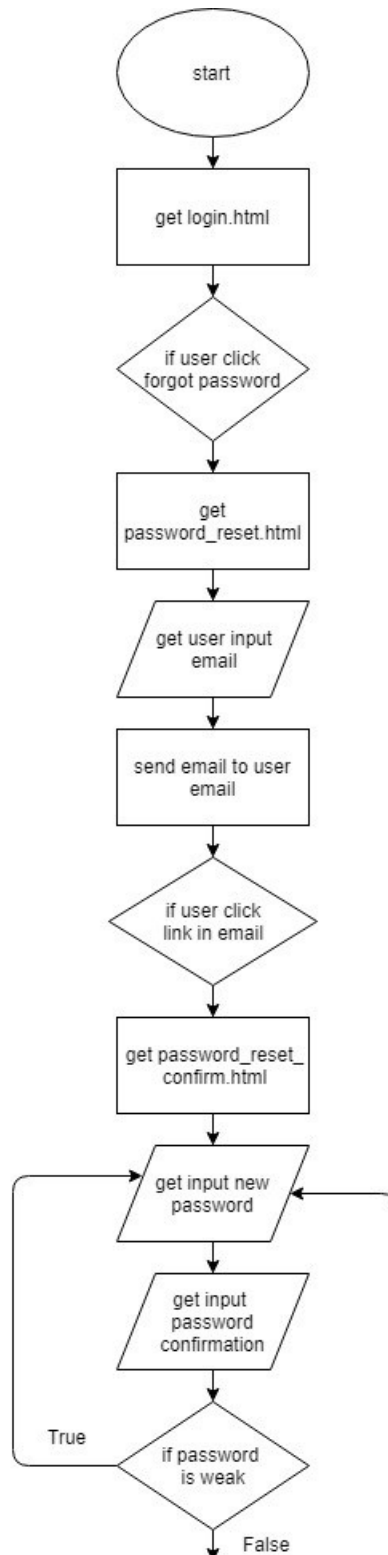 start
get login.html
if user click
forgot password
get
password_reset.html
get user input
email
send email to user
email
if user click
link in email
get password_reset_
confirm.html
get input new
password
get input
password
confirmation
True
if password
is weak
False